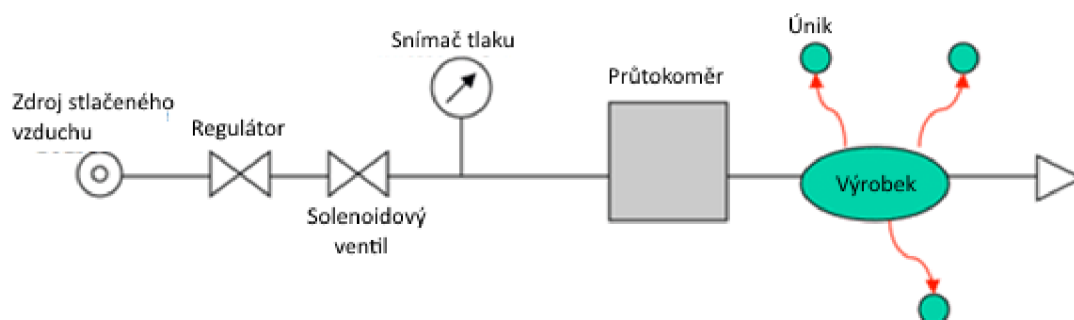 Zdroj stlačeného
vzduchu
Regulátor
Solenoidový
ventil
Snímač tlaku
Průtokoměr
Únik
Výrobek